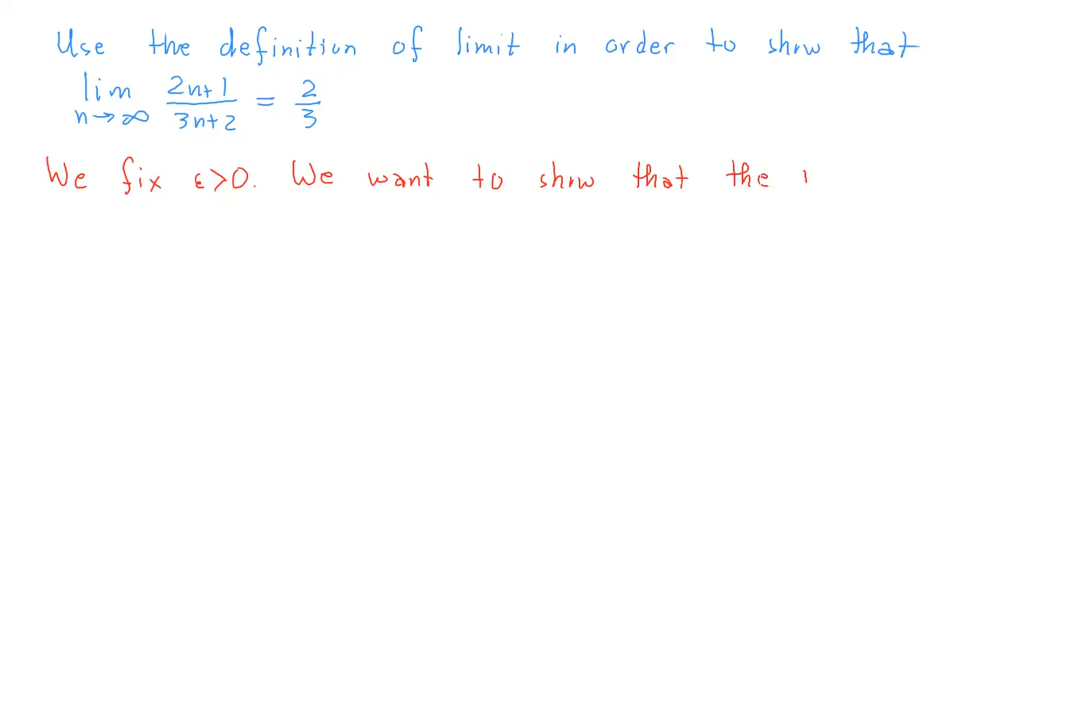 Use the definition of limit in order to show that
lim n→∞ (2n+1)/(3n+2) = 2/3
We fix ε>0. We want to show that the